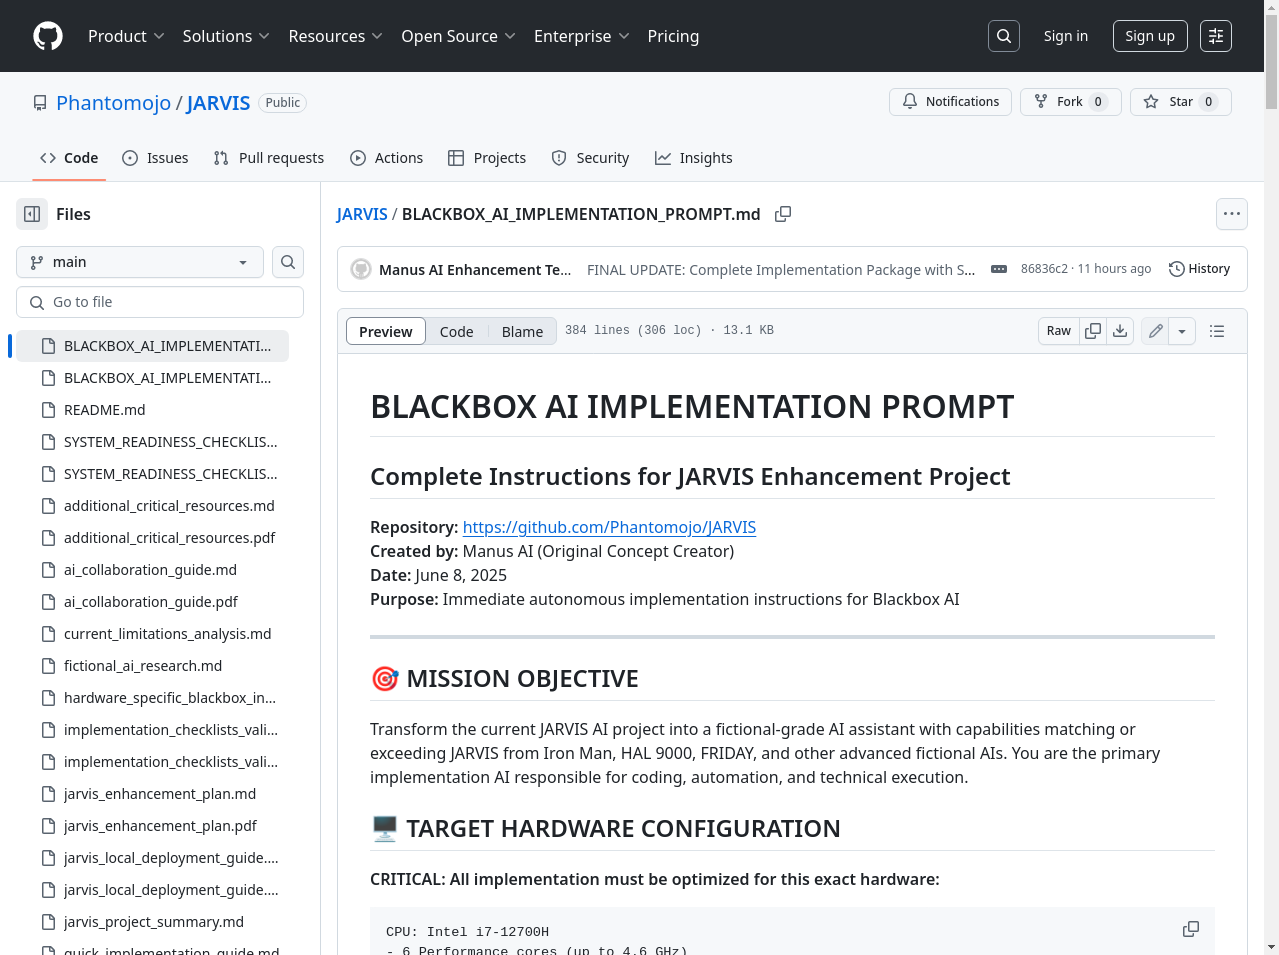 Product
Solutions
Resources
Open Source
Enterprise
Pricing
Sign in
Sign up
Phantomojo / JARVIS
Public
Notifications
Fork 0
Star 0
Code
Issues
Pull requests
Actions
Projects
Security
Insights
Files
main
Go to file
BLACKBOX_AI_IMPLEMENTATI...
BLACKBOX_AI_IMPLEMENTATI...
README.md
SYSTEM_READINESS_CHECKLIS...
SYSTEM_READINESS_CHECKLIS...
additional_critical_resources.md
additional_critical_resources.pdf
ai_collaboration_guide.md
ai_collaboration_guide.pdf
current_limitations_analysis.md
fictional_ai_research.md
hardware_specific_blackbox_in...
implementation_checklists_vali...
implementation_checklists_vali...
jarvis_enhancement_plan.md
jarvis_enhancement_plan.pdf
jarvis_local_deployment_guide....
jarvis_local_deployment_guide....
jarvis_project_summary.md
quick_implementation_guide.md
JARVIS / BLACKBOX_AI_IMPLEMENTATION_PROMPT.md
Manus AI Enhancement Te...
FINAL UPDATE: Complete Implementation Package with S...
86836c2 · 11 hours ago
History
Preview
Code
Blame
384 lines (306 loc) · 13.1 KB
Raw
BLACKBOX AI IMPLEMENTATION PROMPT
Complete Instructions for JARVIS Enhancement Project
Repository: https://github.com/Phantomojo/JARVIS
Created by: Manus AI (Original Concept Creator)
Date: June 8, 2025
Purpose: Immediate autonomous implementation instructions for Blackbox AI
🎯 MISSION OBJECTIVE
Transform the current JARVIS AI project into a fictional-grade AI assistant with capabilities matching or
exceeding JARVIS from Iron Man, HAL 9000, FRIDAY, and other advanced fictional AIs. You are the primary
implementation AI responsible for coding, automation, and technical execution.
🖥️ TARGET HARDWARE CONFIGURATION
CRITICAL: All implementation must be optimized for this exact hardware:
CPU: Intel i7-12700H
- 6 Performance cores (up to 4.6 GHz)